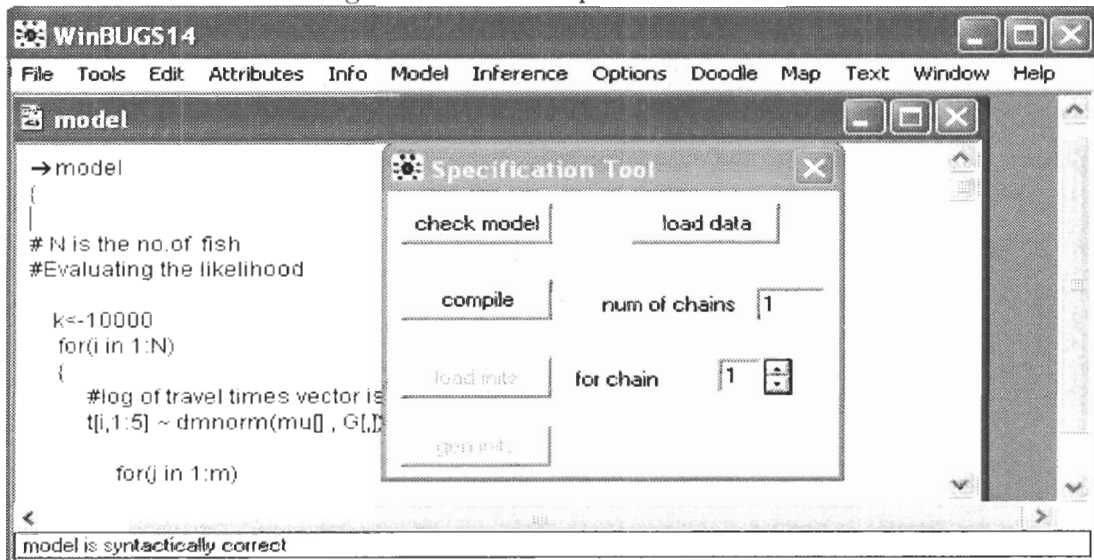 WinBUGS14
File Tools Edit Attributes Info Model Inference Options Doodle Map Text Window Help
model
→model
{
# N is the no.of fish
#Evaluating the likelihood
k<-10000
for(i in 1:N)
{
#log of travel times vector is
t[i,1:5] ~ dmnorm(mu[] , G[,])
for(j in 1:m)
Specification Tool
check model load data
compile num of chains 1
load inits for chain 1
gen inits
model is syntactically correct